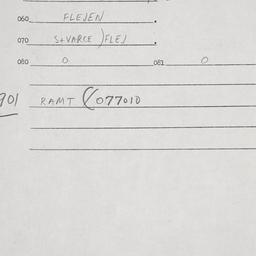 060 FLEJEN.
070 S+VARCE)FLEJ.
080 0 081 0
901 RAMT (/077010